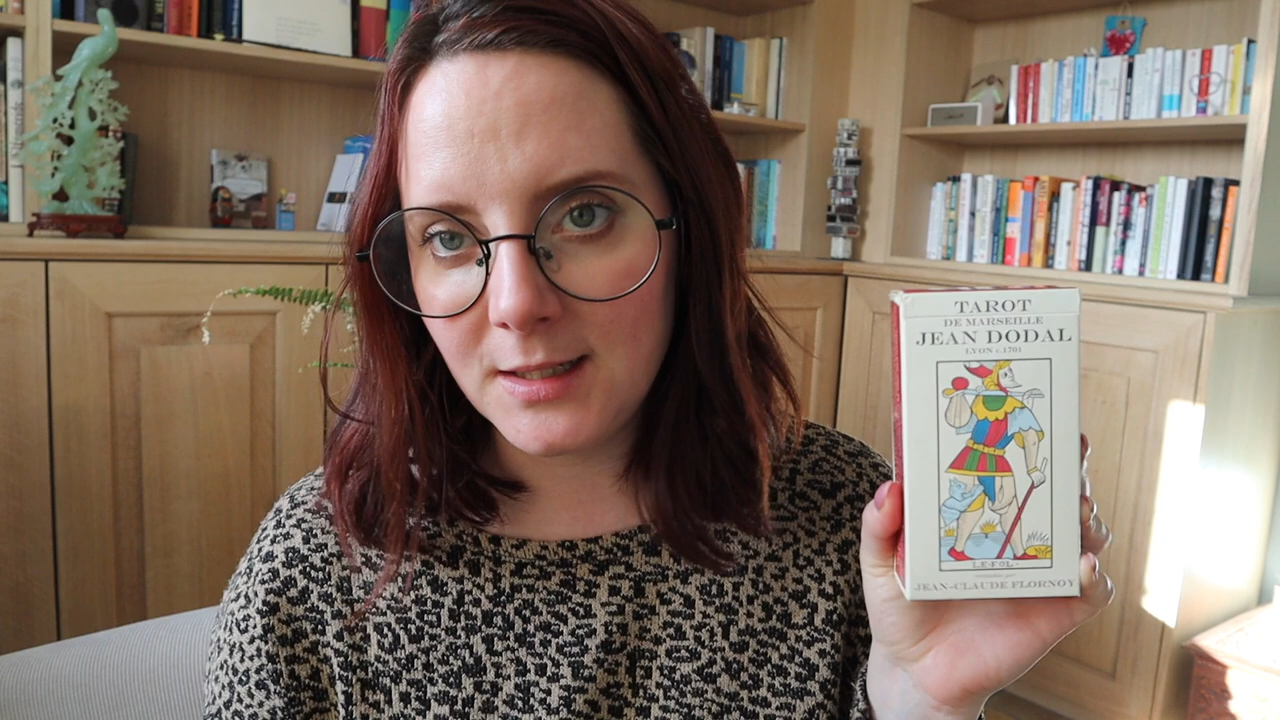 TAROT
DE MARSEILLE
JEAN DODAL
LYON c.1701
LE·FOL·
JEAN-CLAUDE FLORNOY